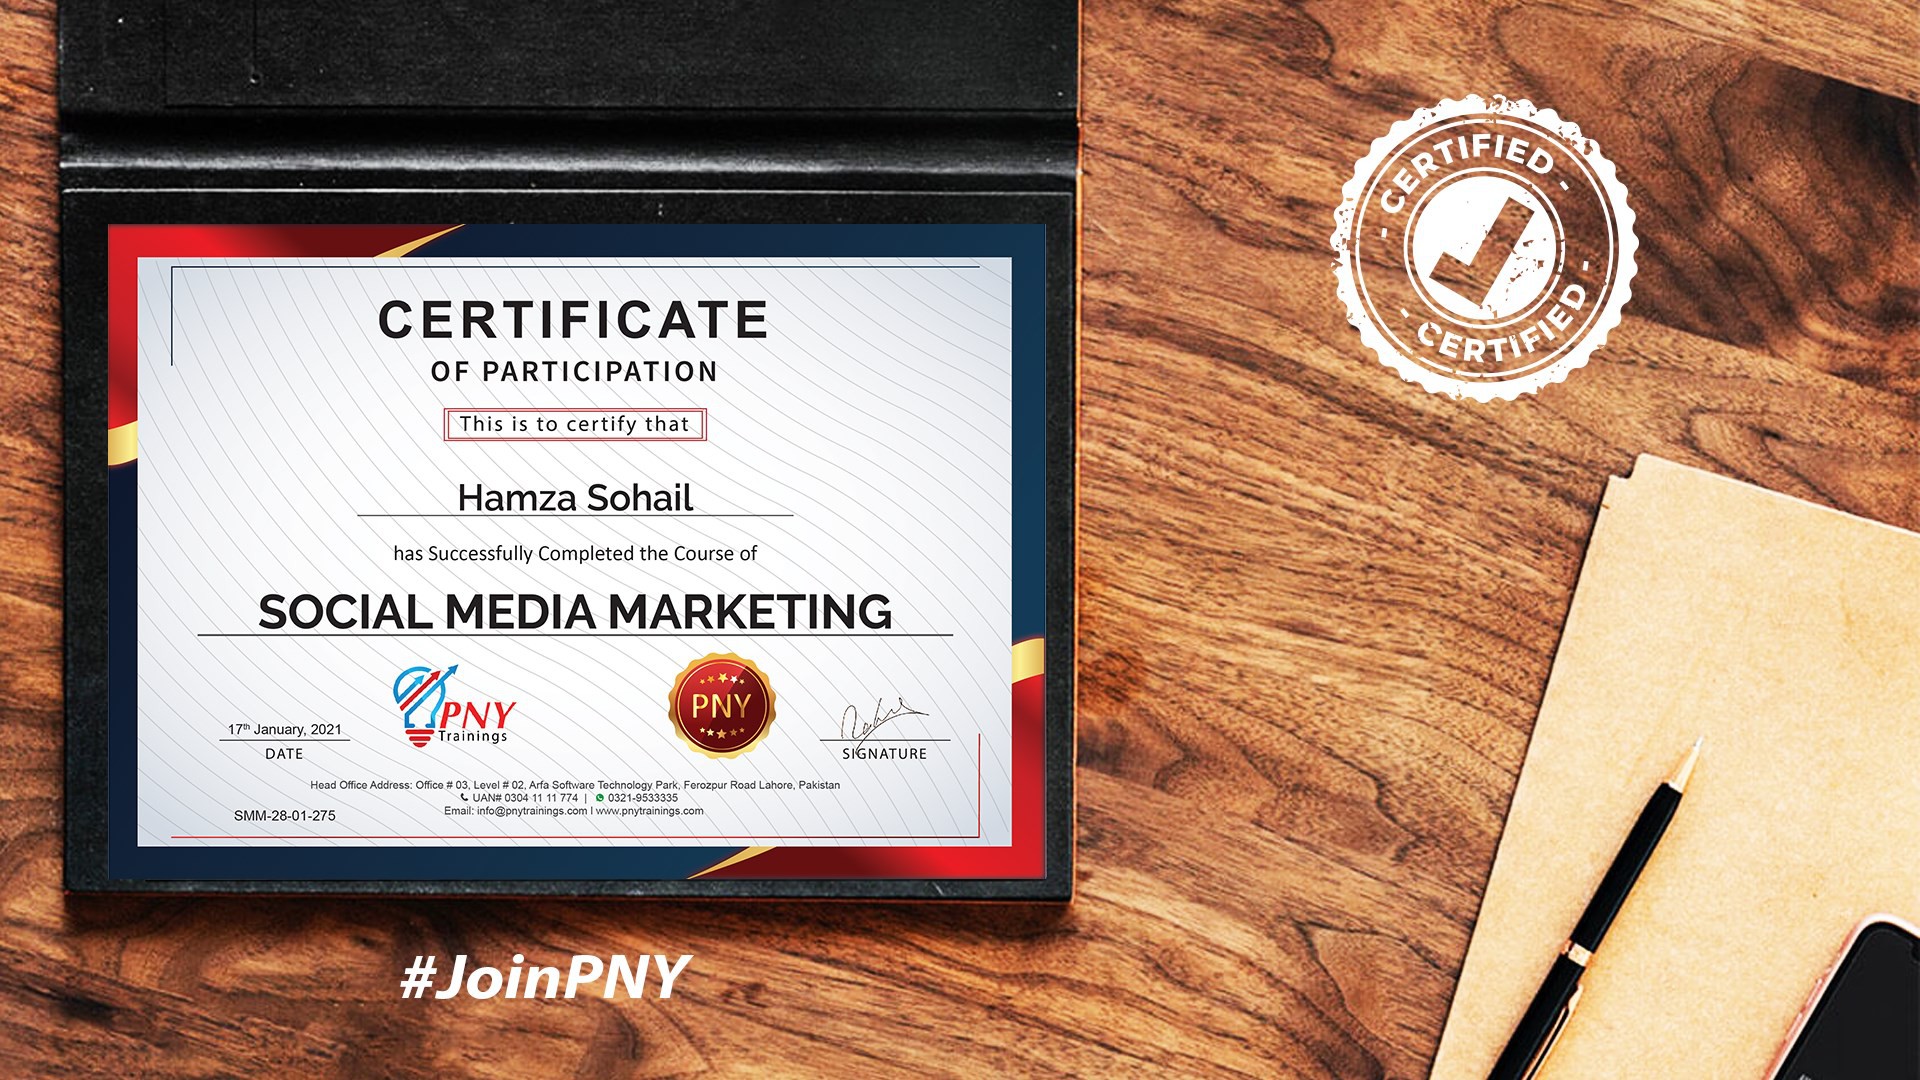 CERTIFICATE
OF PARTICIPATION
This is to certify that
Hamza Sohail
has Successfully Completed the Course of
SOCIAL MEDIA MARKETING
PNY
Trainings
PNY
17th January, 2021
DATE
SIGNATURE
Head Office Address: Office # 03, Level # 02, Arfa Software Technology Park, Ferozpur Road Lahore, Pakistan
UAN# 0304 11 11 774 | 0321-9533335
Email: info@pnytrainings.com l www.pnytrainings.com
SMM-28-01-275
#JoinPNY
- CERTIFIED -
- CERTIFIED -